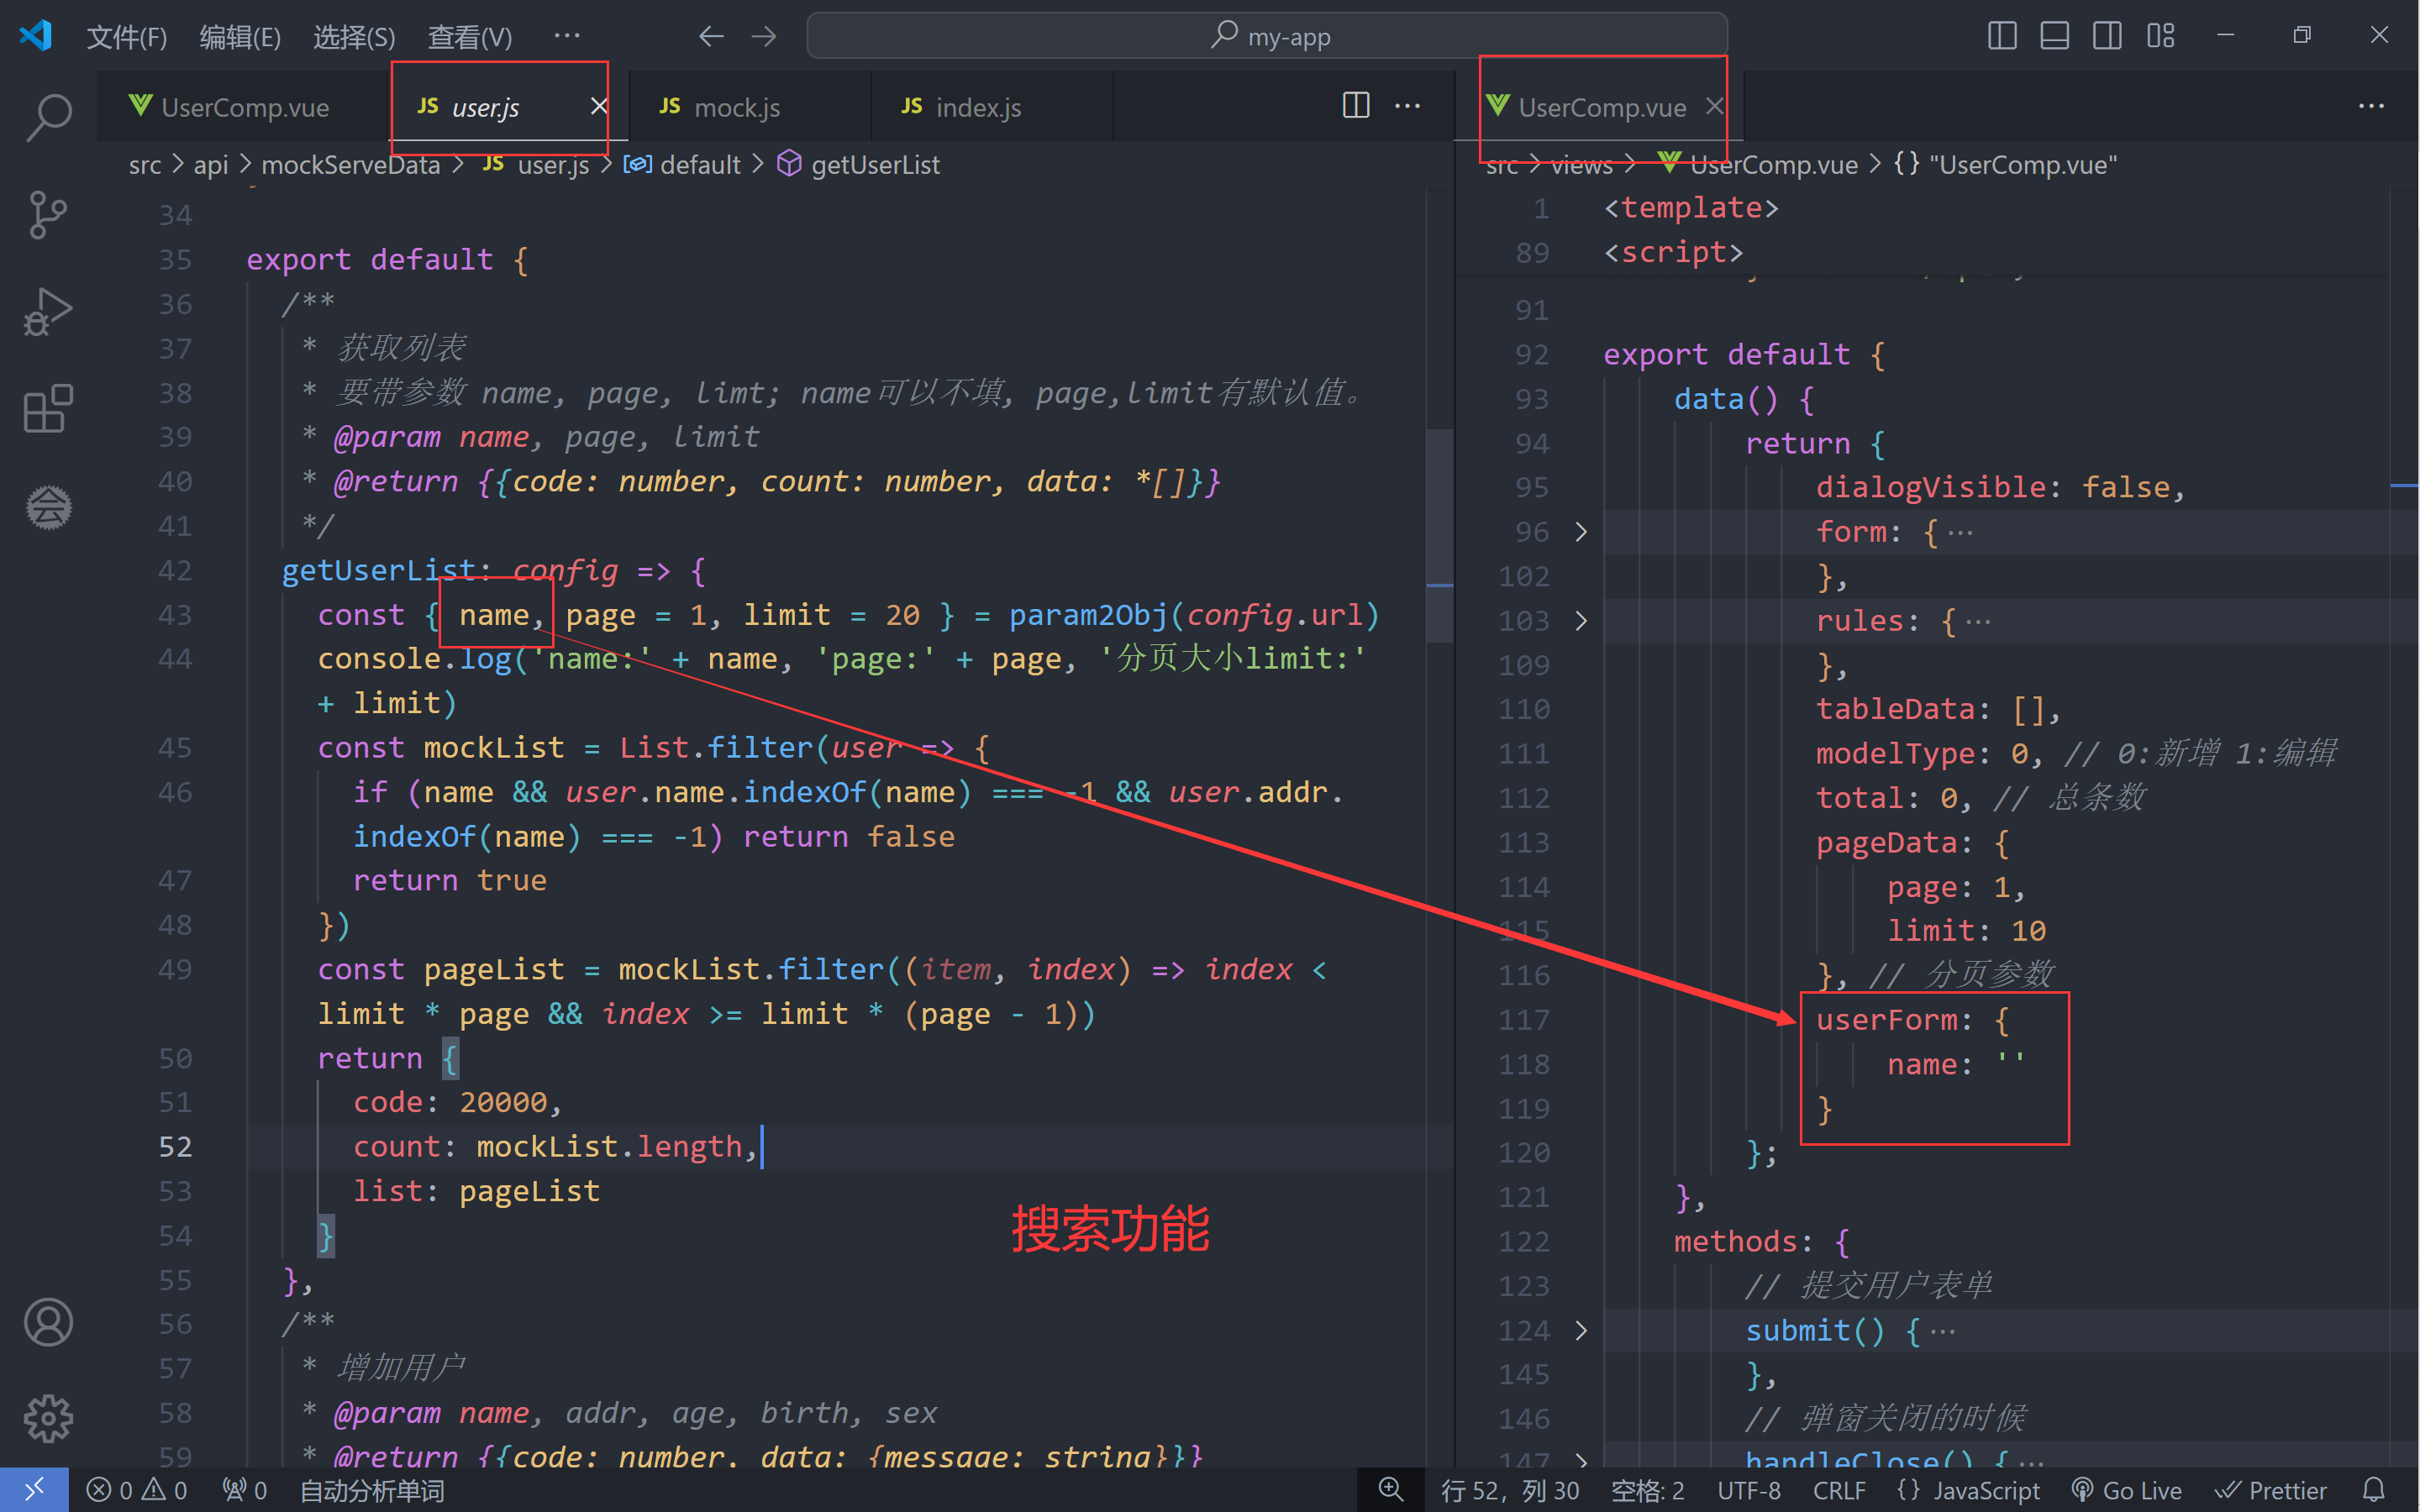 文件(F) 编辑(E) 选择(S) 查看(V) ··· my-app
UserComp.vue JS user.js JS mock.js JS index.js
src > api > mockServeData > JS user.js > default > getUserList
34
35 export default {
36 /**
37 * 获取列表
38 * 要带参数 name, page, limt; name可以不填, page,limit有默认值。
39 * @param name, page, limit
40 * @return {{code: number, count: number, data: *[]}}
41 */
42 getUserList: config => {
43 const { name, page = 1, limit = 20 } = param2Obj(config.url)
44 console.log('name:' + name, 'page:' + page, '分页大小limit:'
+ limit)
45 const mockList = List.filter(user => {
46 if (name && user.name.indexOf(name) === -1 && user.addr.
indexOf(name) === -1) return false
47 return true
48 })
49 const pageList = mockList.filter((item, index) => index <
limit * page && index >= limit * (page - 1))
50 return {
51 code: 20000,
52 count: mockList.length,
53 list: pageList
54 }
55 },
56 /**
57 * 增加用户
58 * @param name, addr, age, birth, sex
59 * @return {{code: number, data: {message: string}}}
搜索功能
UserComp.vue
src > views > UserComp.vue > {} "UserComp.vue"
1 <template>
89 <script>
91
92 export default {
93 data() {
94 return {
95 dialogVisible: false,
96 form: { ···
102 },
103 rules: { ···
109 },
110 tableData: [],
111 modelType: 0, // 0:新增 1:编辑
112 total: 0, // 总条数
113 pageData: {
114 page: 1,
115 limit: 10
116 }, // 分页参数
117 userForm: {
118 name: ''
119 }
120 };
121 },
122 methods: {
123 // 提交用户表单
124 submit() { ···
145 },
146 // 弹窗关闭的时候
147 handleClose() { ···
0 0 0 自动分析单词 行 52，列 30 空格: 2 UTF-8 CRLF {} JavaScript Go Live Prettier